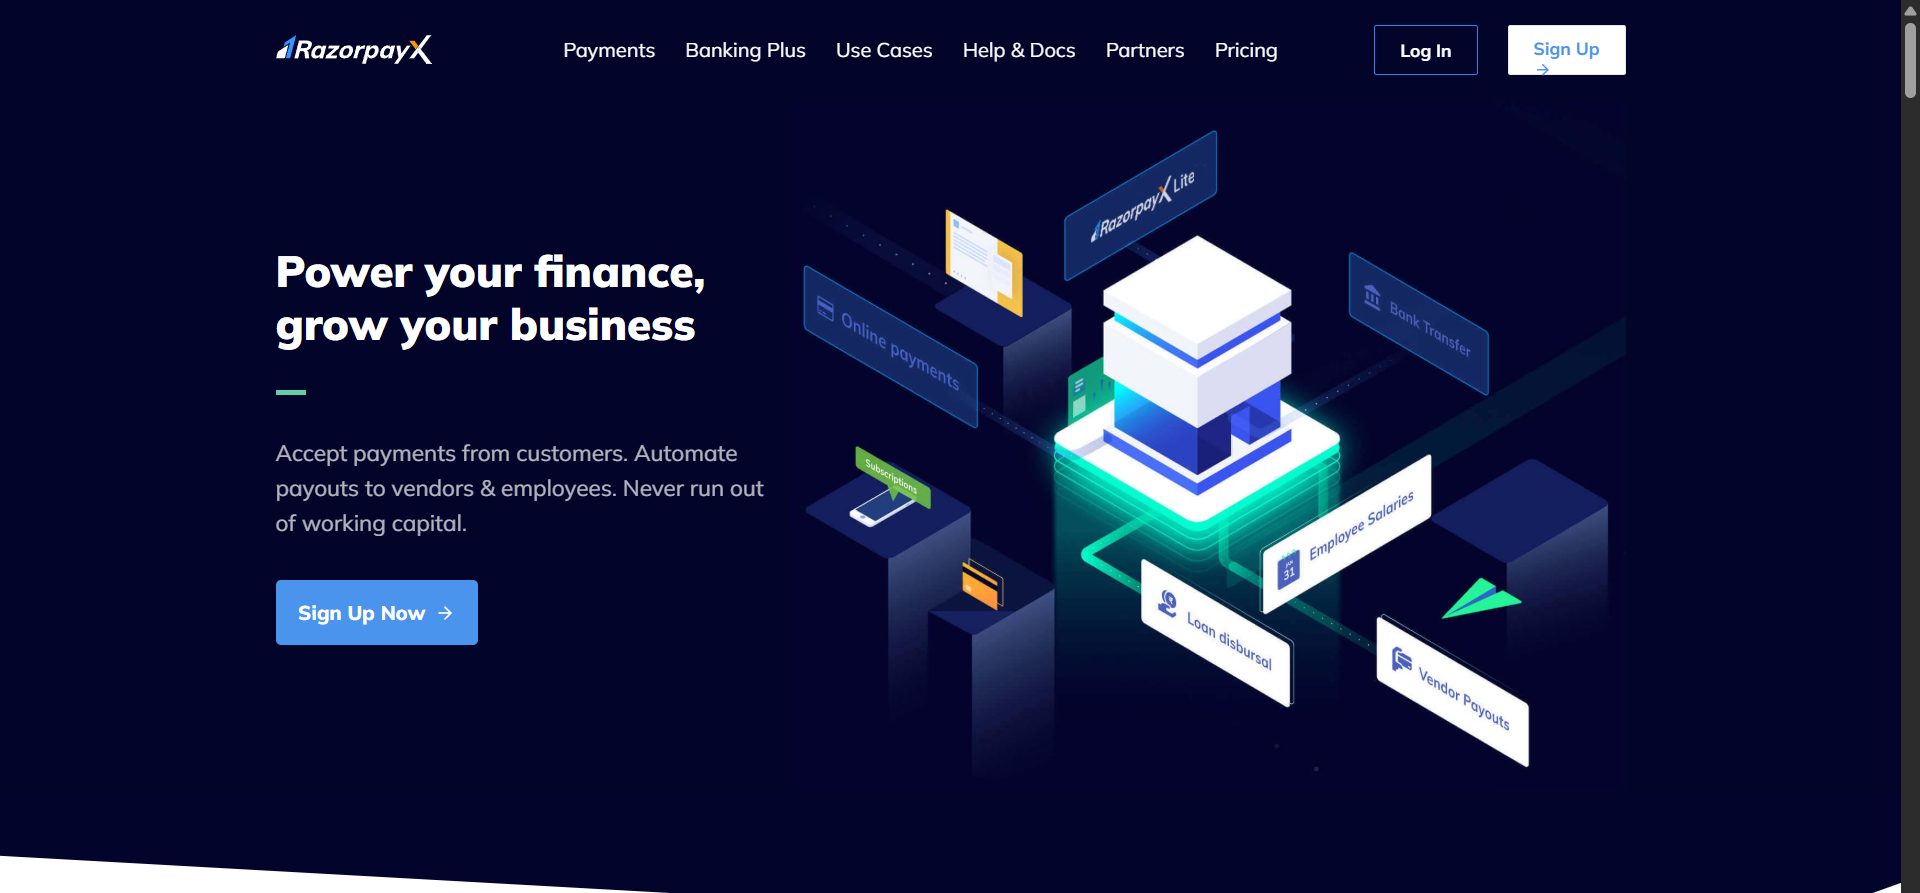 RazorpayX
Payments
Banking Plus
Use Cases
Help & Docs
Partners
Pricing
Log In
Sign Up
Power your finance,
grow your business
Accept payments from customers. Automate
payouts to vendors & employees. Never run out
of working capital.
Sign Up Now
RazorpayX Lite
Online payments
Bank Transfer
Subscriptions
Employee Salaries
JAN
31
Loan disbursal
Vendor Payouts